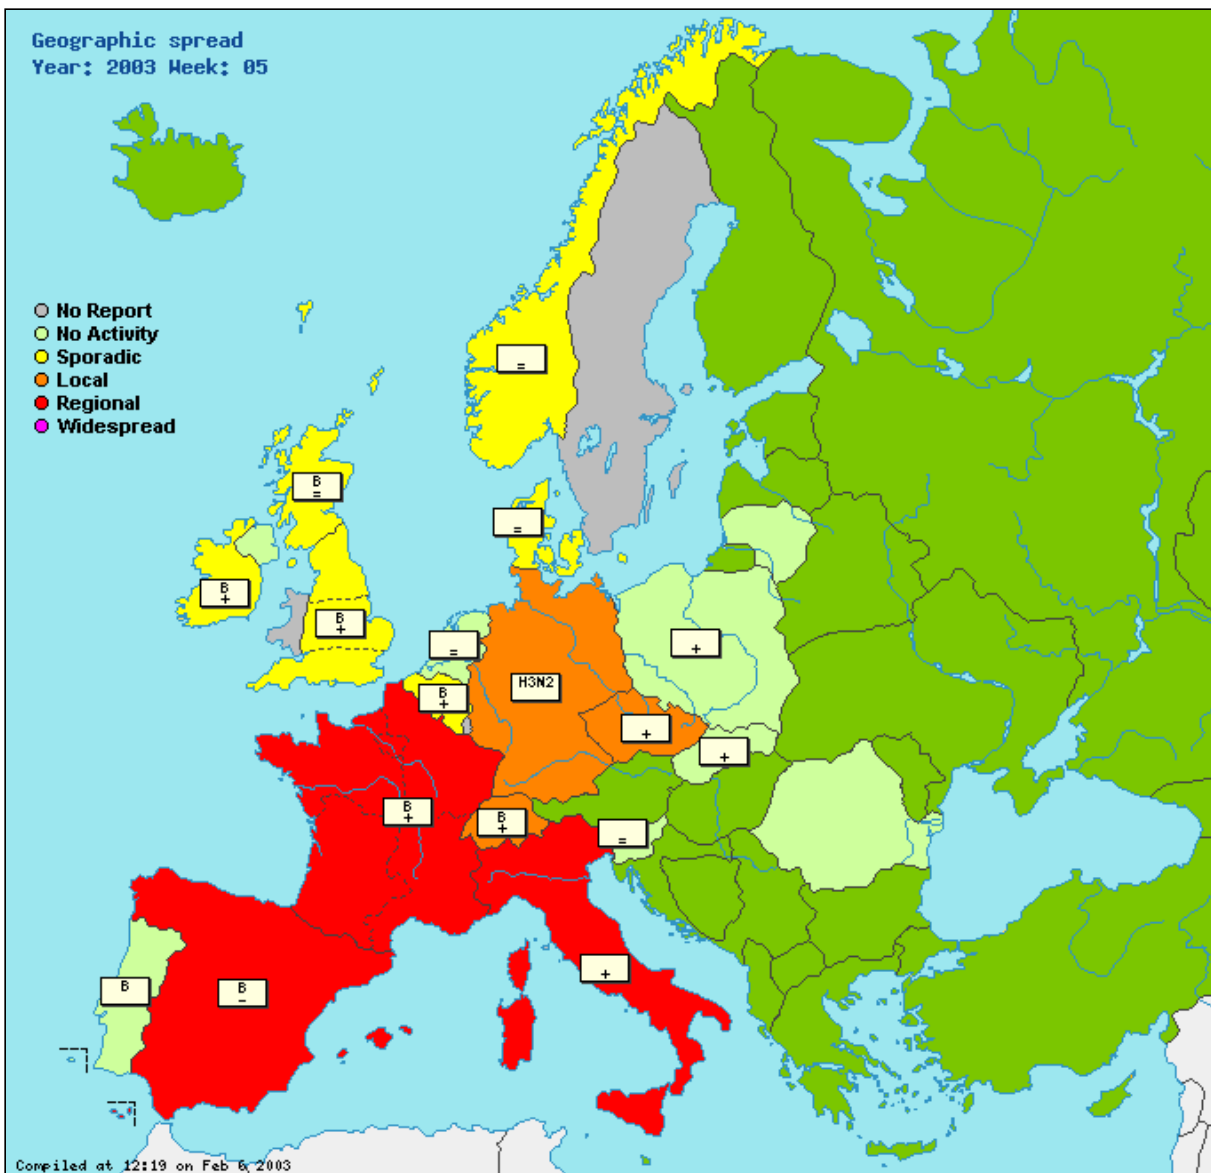 Geographic spread
Year: 2003 Week: 05
No Report
No Activity
Sporadic
Local
Regional
Widespread
=
B
=
=
B
+
B
+
=
+
H3N2
B
+
+
+
B
+
B
+
=
+
B
B
-
Compiled at 12:19 on Feb 6, 2003